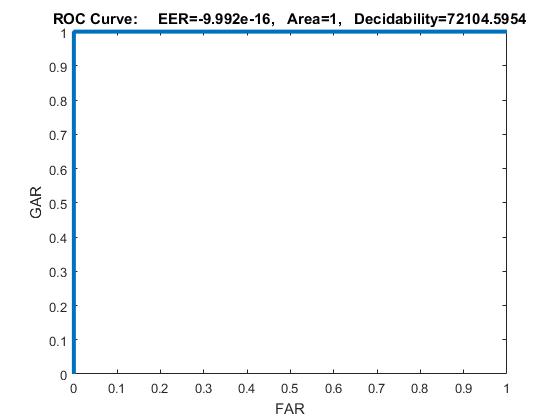 ROC Curve: EER=-9.992e-16, Area=1, Decidability=72104.5954
1
0.9
0.8
0.7
0.6
0.5
0.4
0.3
0.2
0.1
0
GAR
0 0.1 0.2 0.3 0.4 0.5 0.6 0.7 0.8 0.9 1
FAR